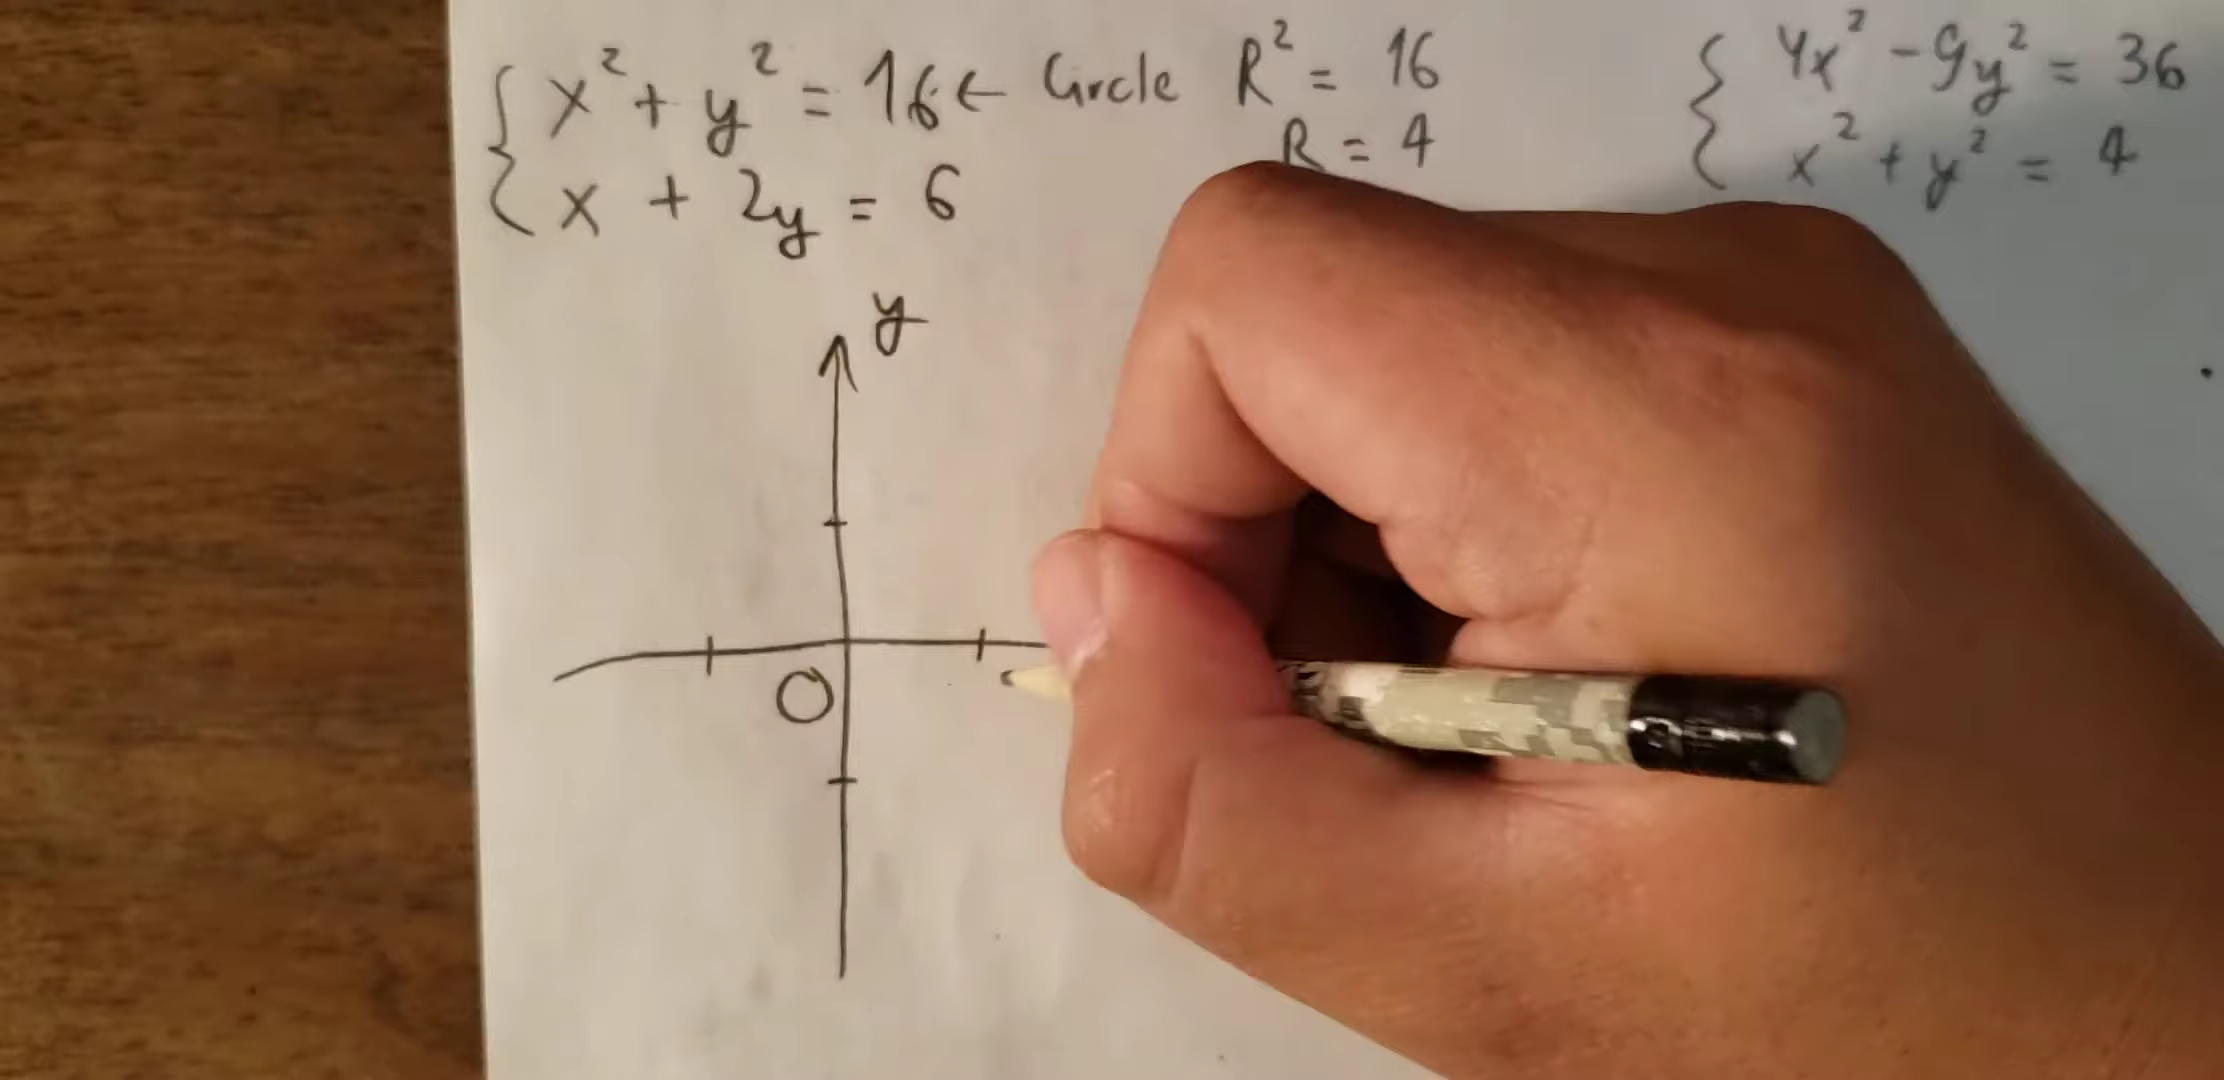 x² + y² = 16 ← Circle R² = 16
R = 4
x + 2y = 6
4x² - 9y² = 36
x² + y² = 4
y
O